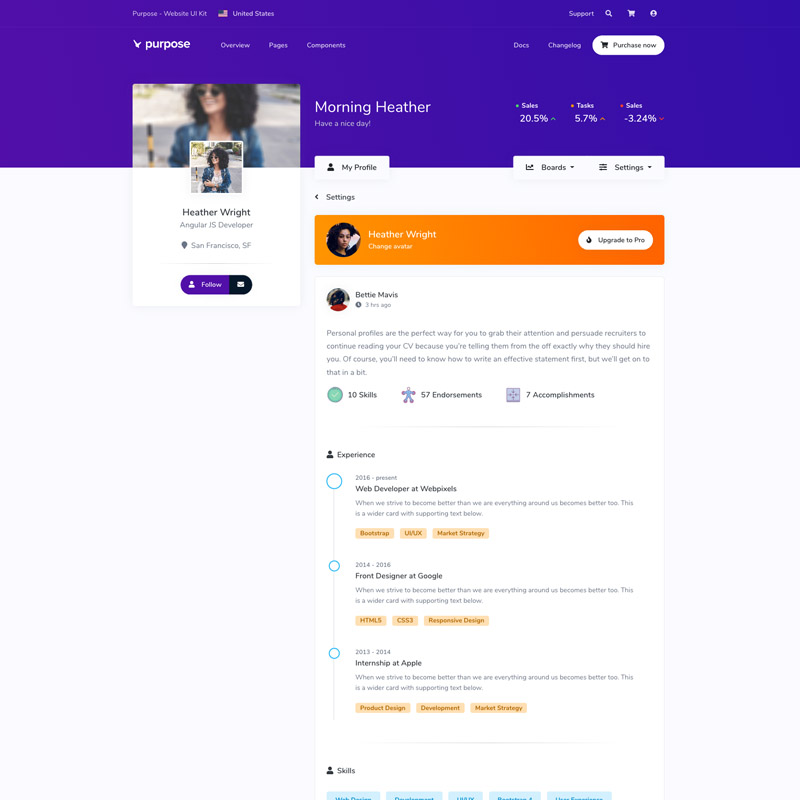 Purpose - Website UI Kit
United States
Support
purpose
Overview
Pages
Components
Docs
Changelog
Purchase now
Morning Heather
Have a nice day!
Sales
20.5%
Tasks
5.7%
Sales
-3.24%
My Profile
Boards
Settings
Heather Wright
Angular JS Developer
San Francisco, SF
Follow
Settings
Heather Wright
Change avatar
Upgrade to Pro
Bettie Mavis
3 hrs ago
Personal profiles are the perfect way for you to grab their attention and persuade recruiters to
continue reading your CV because you're telling them from the off exactly why they should hire
you. Of course, you'll need to know how to write an effective statement first, but we'll get on to
that in a bit.
10 Skills
57 Endorsements
7 Accomplishments
Experience
2016 - present
Web Developer at Webpixels
When we strive to become better than we are everything around us becomes better too. This
is a wider card with supporting text below.
Bootstrap
UI/UX
Market Strategy
2014 - 2016
Front Designer at Google
When we strive to become better than we are everything around us becomes better too. This
is a wider card with supporting text below.
HTML5
CSS3
Responsive Design
2013 - 2014
Internship at Apple
When we strive to become better than we are everything around us becomes better too. This
is a wider card with supporting text below.
Product Design
Development
Market Strategy
Skills
Web Design
Development
UI/UX
Bootstrap 4
User Experience